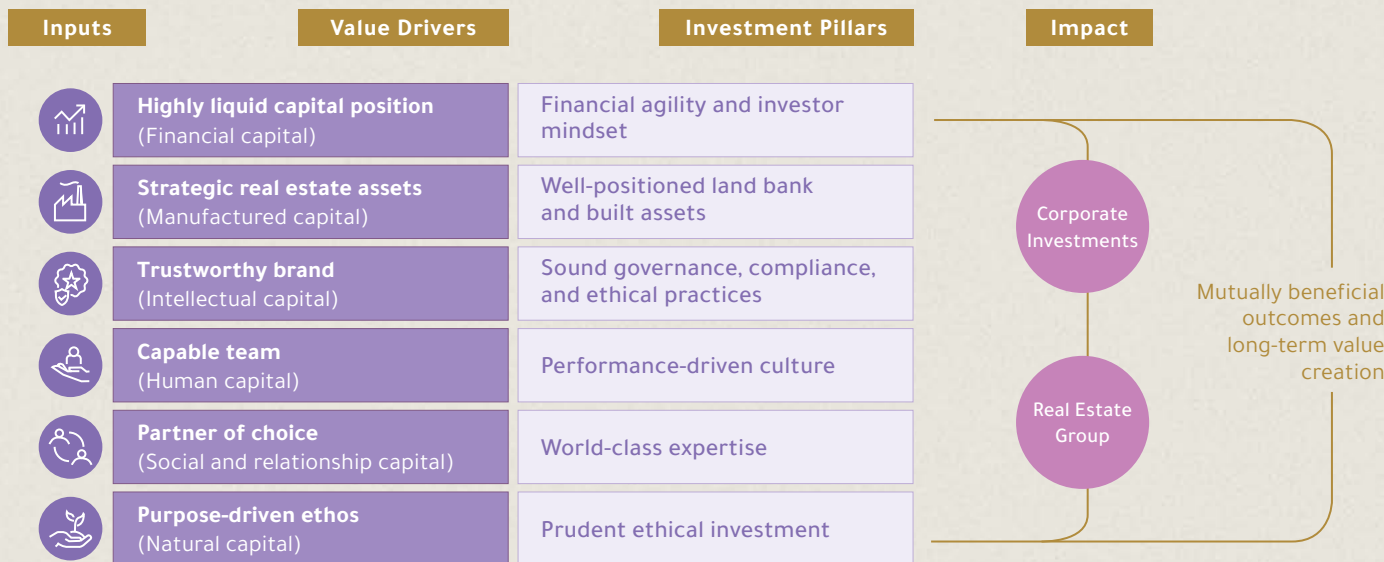 Inputs
Value Drivers
Investment Pillars
Impact
Highly liquid capital position
(Financial capital)
Financial agility and investor
mindset
Strategic real estate assets
(Manufactured capital)
Well-positioned land bank
and built assets
Trustworthy brand
(Intellectual capital)
Sound governance, compliance,
and ethical practices
Capable team
(Human capital)
Performance-driven culture
Partner of choice
(Social and relationship capital)
World-class expertise
Purpose-driven ethos
(Natural capital)
Prudent ethical investment
Corporate
Investments
Real Estate
Group
Mutually beneficial
outcomes and
long-term value
creation